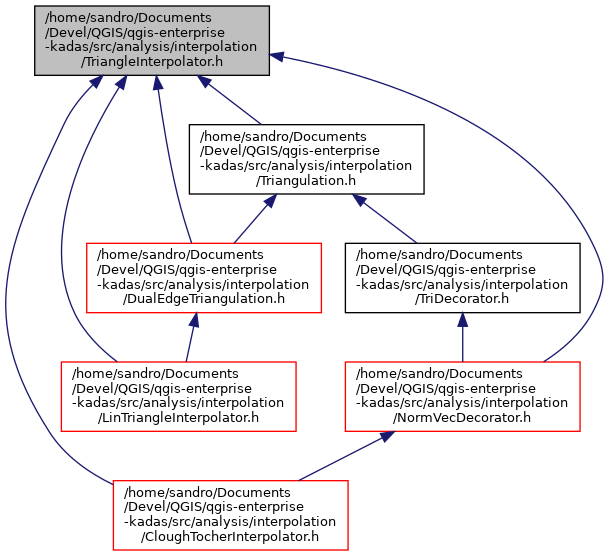 /home/sandro/Documents
/Devel/QGIS/qgis-enterprise
-kadas/src/analysis/interpolation
/TriangleInterpolator.h
/home/sandro/Documents
/Devel/QGIS/qgis-enterprise
-kadas/src/analysis/interpolation
/Triangulation.h
/home/sandro/Documents
/Devel/QGIS/qgis-enterprise
-kadas/src/analysis/interpolation
/DualEdgeTriangulation.h
/home/sandro/Documents
/Devel/QGIS/qgis-enterprise
-kadas/src/analysis/interpolation
/TriDecorator.h
/home/sandro/Documents
/Devel/QGIS/qgis-enterprise
-kadas/src/analysis/interpolation
/LinTriangleInterpolator.h
/home/sandro/Documents
/Devel/QGIS/qgis-enterprise
-kadas/src/analysis/interpolation
/NormVecDecorator.h
/home/sandro/Documents
/Devel/QGIS/qgis-enterprise
-kadas/src/analysis/interpolation
/CloughTocherInterpolator.h